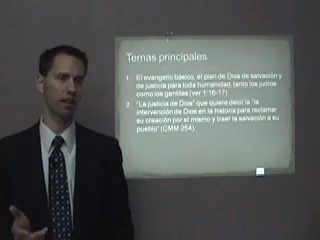 Temas principales
1. El evangelio básico, el plan de Dios de salvación y
de justicia para toda humanidad, tanto los judíos
como los gentiles (ver 1:16-17).
2. "La justicia de Dios" que quiere decir la "la
intervención de Dios en la historia para reclamar
su creación por el mismo y traer la salvación a su
pueblo" (CMM 254).